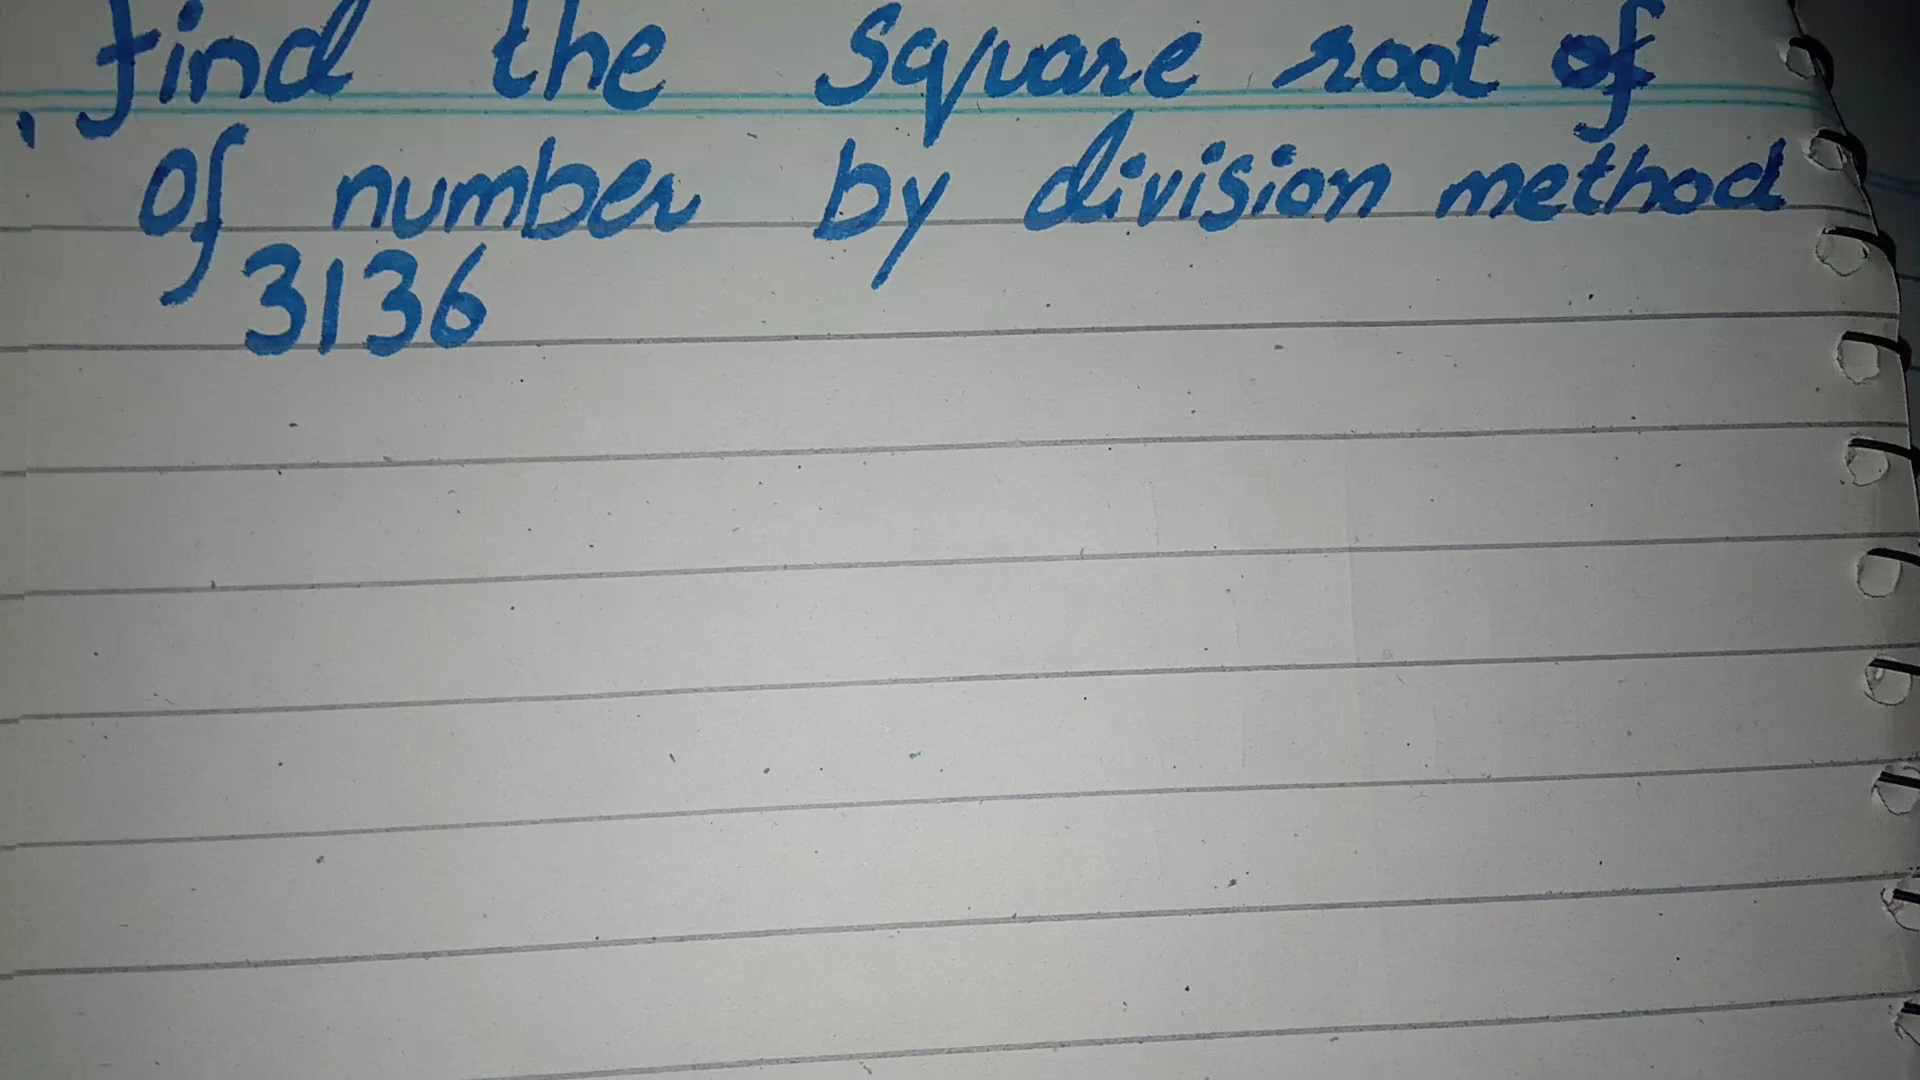 find the square root of
of number by division method
3136